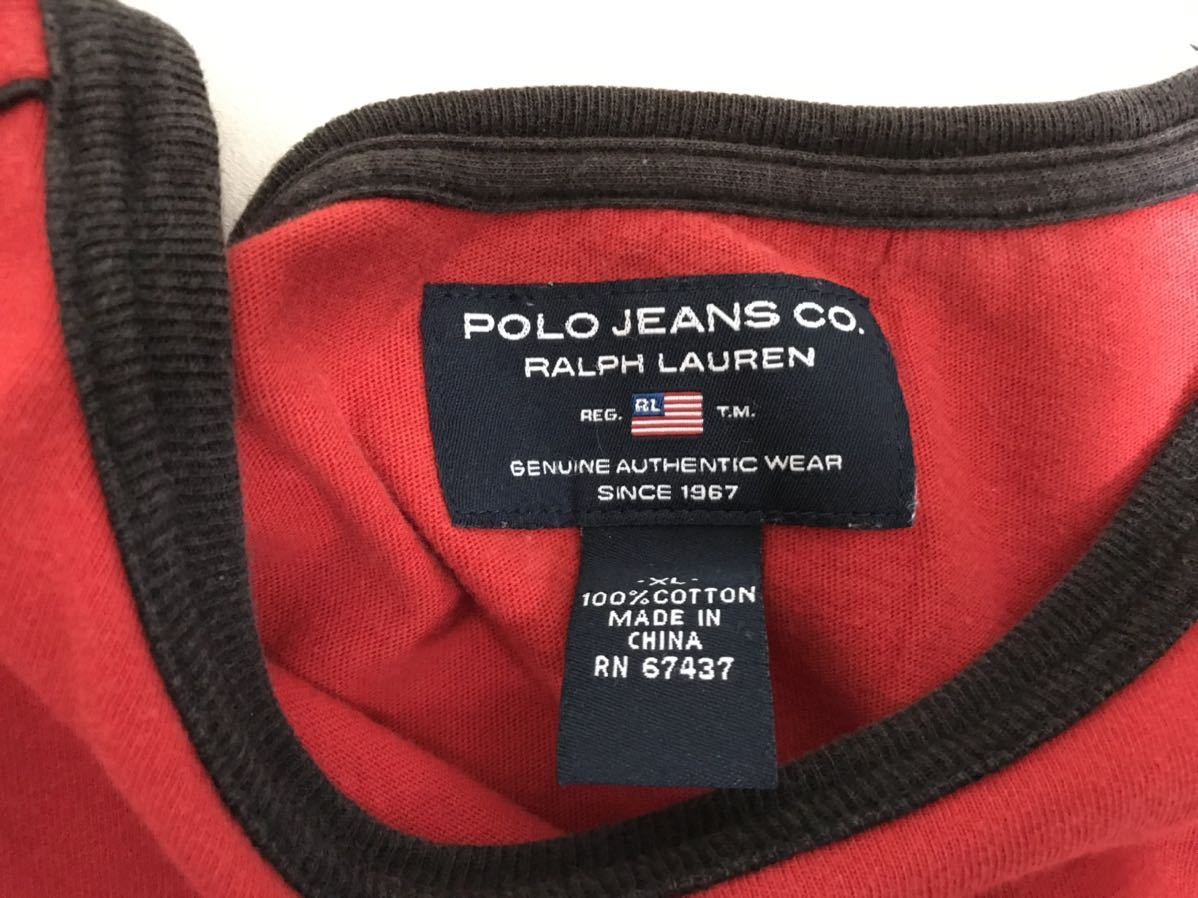 POLO JEANS CO.
RALPH LAUREN
REG. RL T.M.
GENUINE AUTHENTIC WEAR
SINCE 1967
-XL-
100%COTTON
MADE IN
CHINA
RN 67437